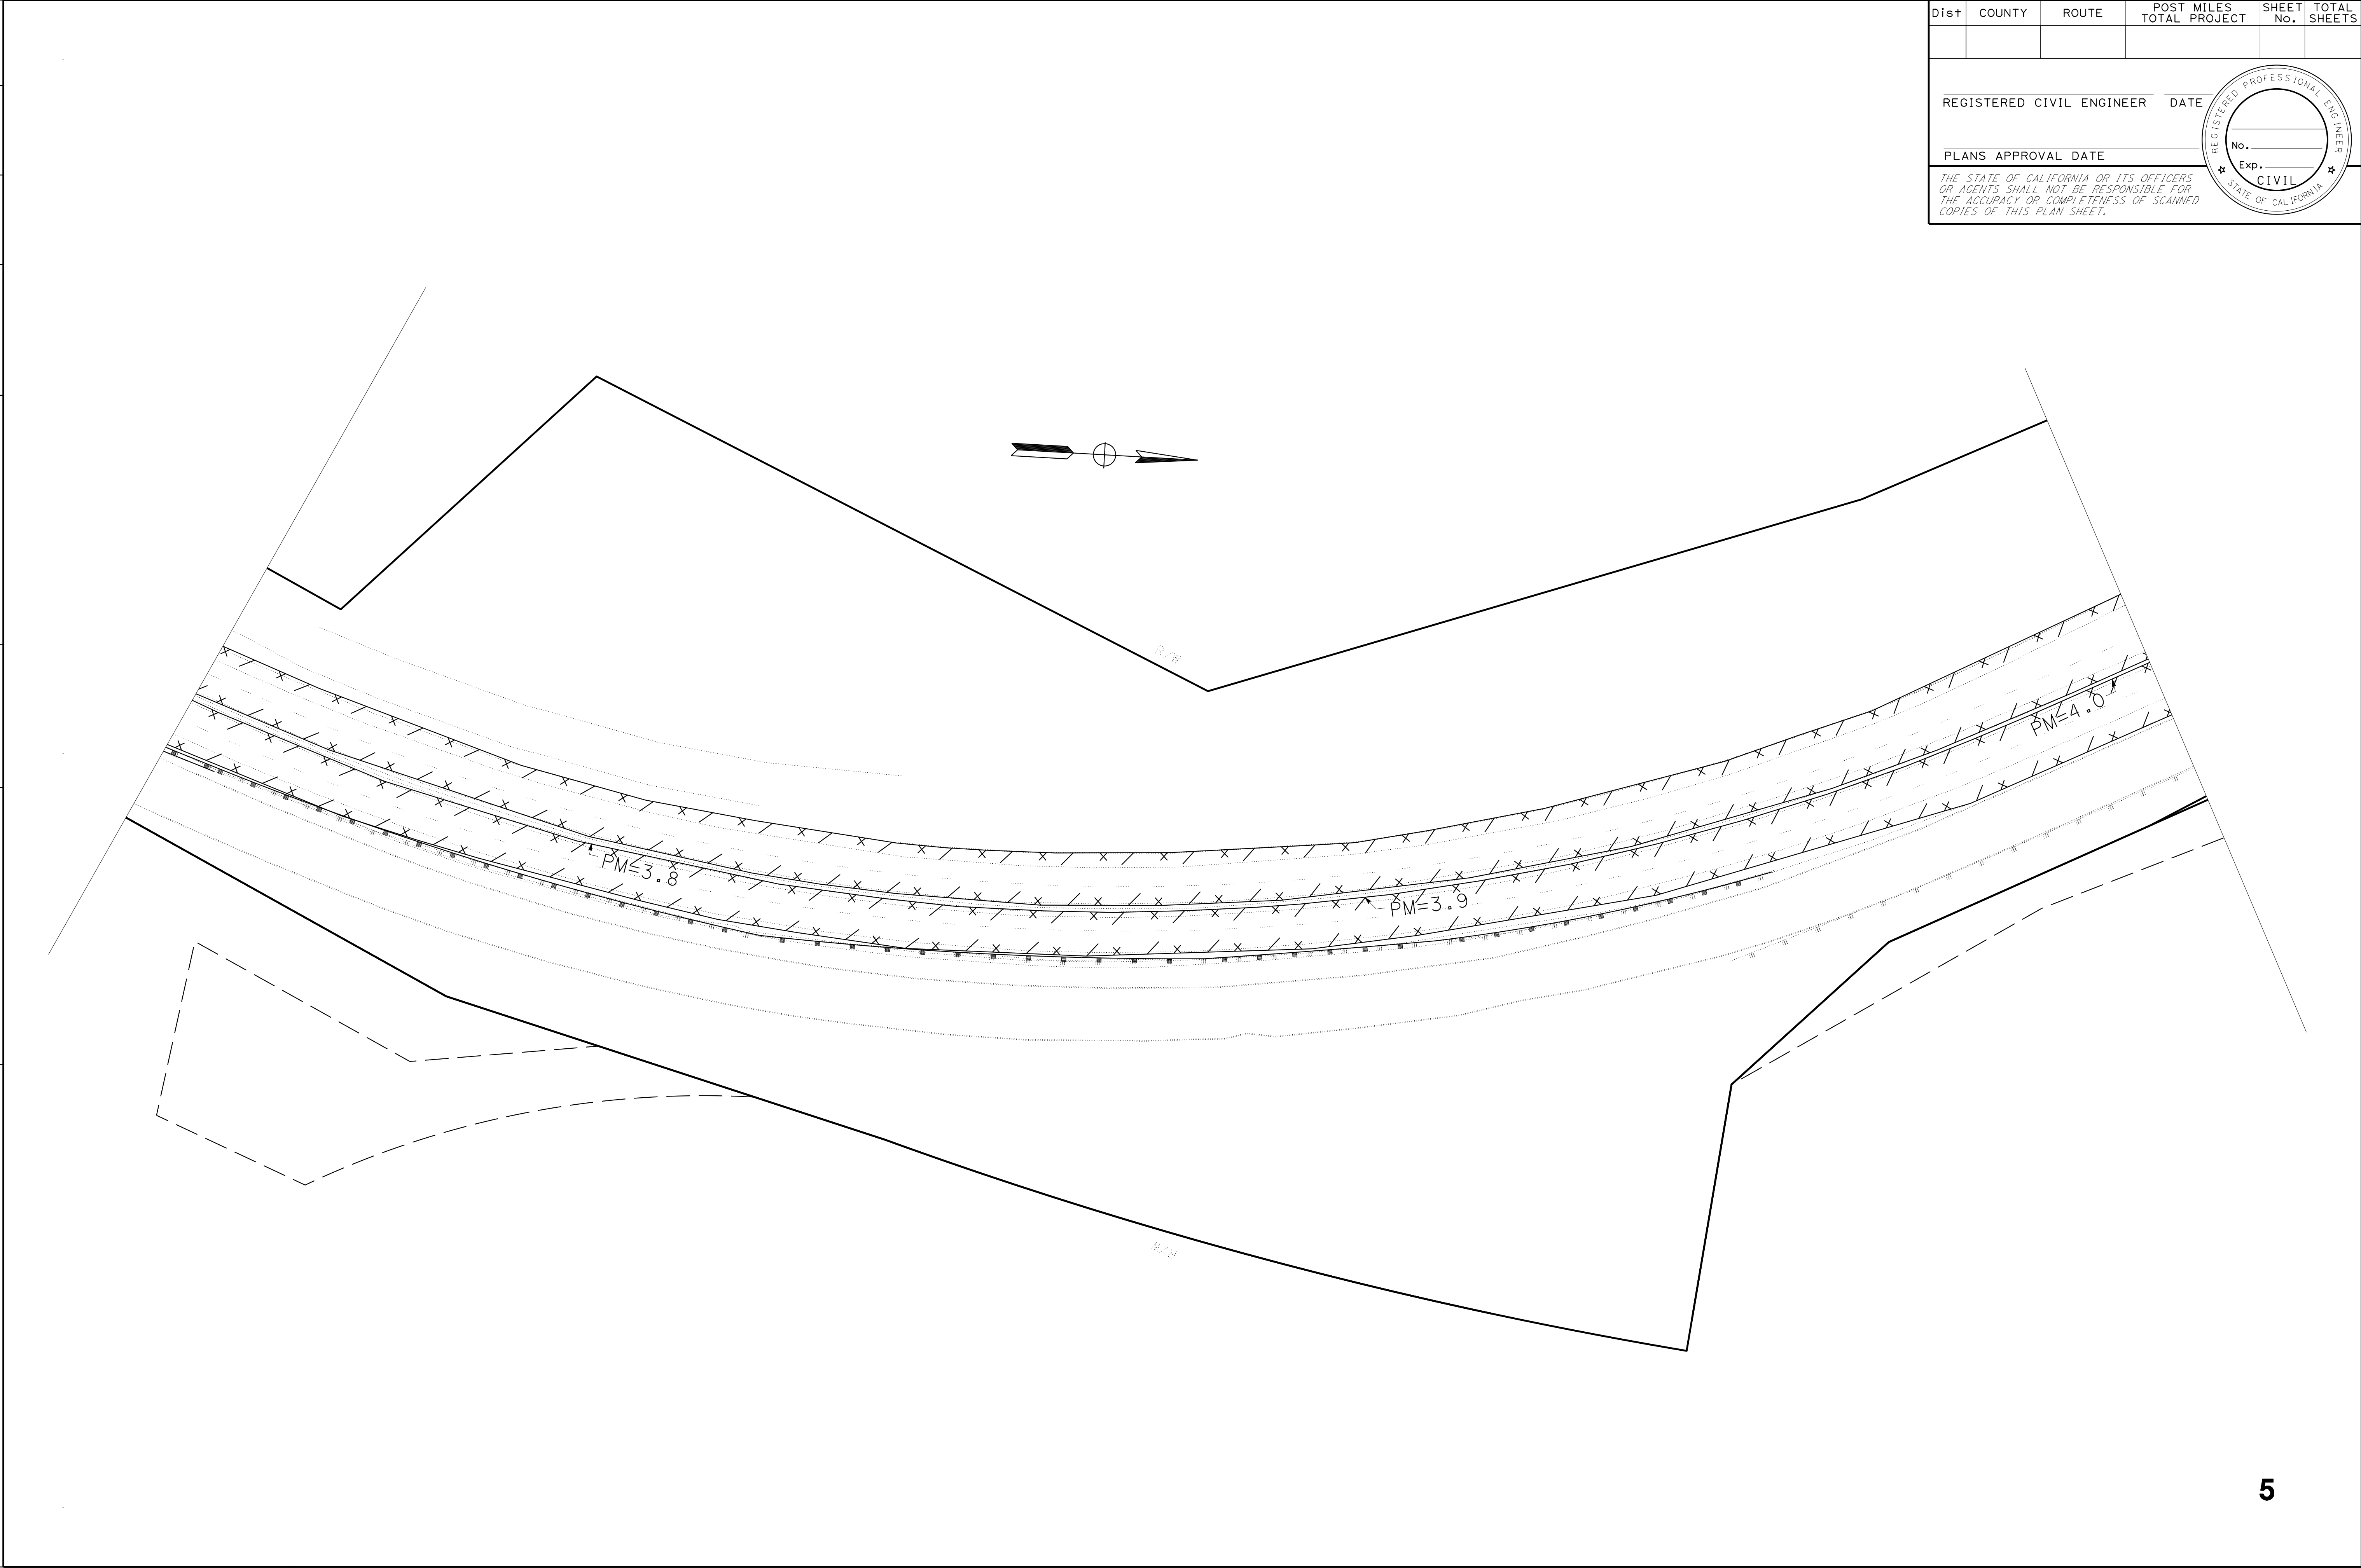 Dist COUNTY ROUTE POST MILES TOTAL PROJECT SHEET No. TOTAL SHEETS
REGISTERED CIVIL ENGINEER DATE
PLANS APPROVAL DATE
REGISTERED PROFESSIONAL ENGINEER
No.
Exp.
CIVIL
STATE OF CALIFORNIA
THE STATE OF CALIFORNIA OR ITS OFFICERS
OR AGENTS SHALL NOT BE RESPONSIBLE FOR
THE ACCURACY OR COMPLETENESS OF SCANNED
COPIES OF THIS PLAN SHEET.
R/W
PM=4.0
PM=3.8
PM=3.9
R/W
5